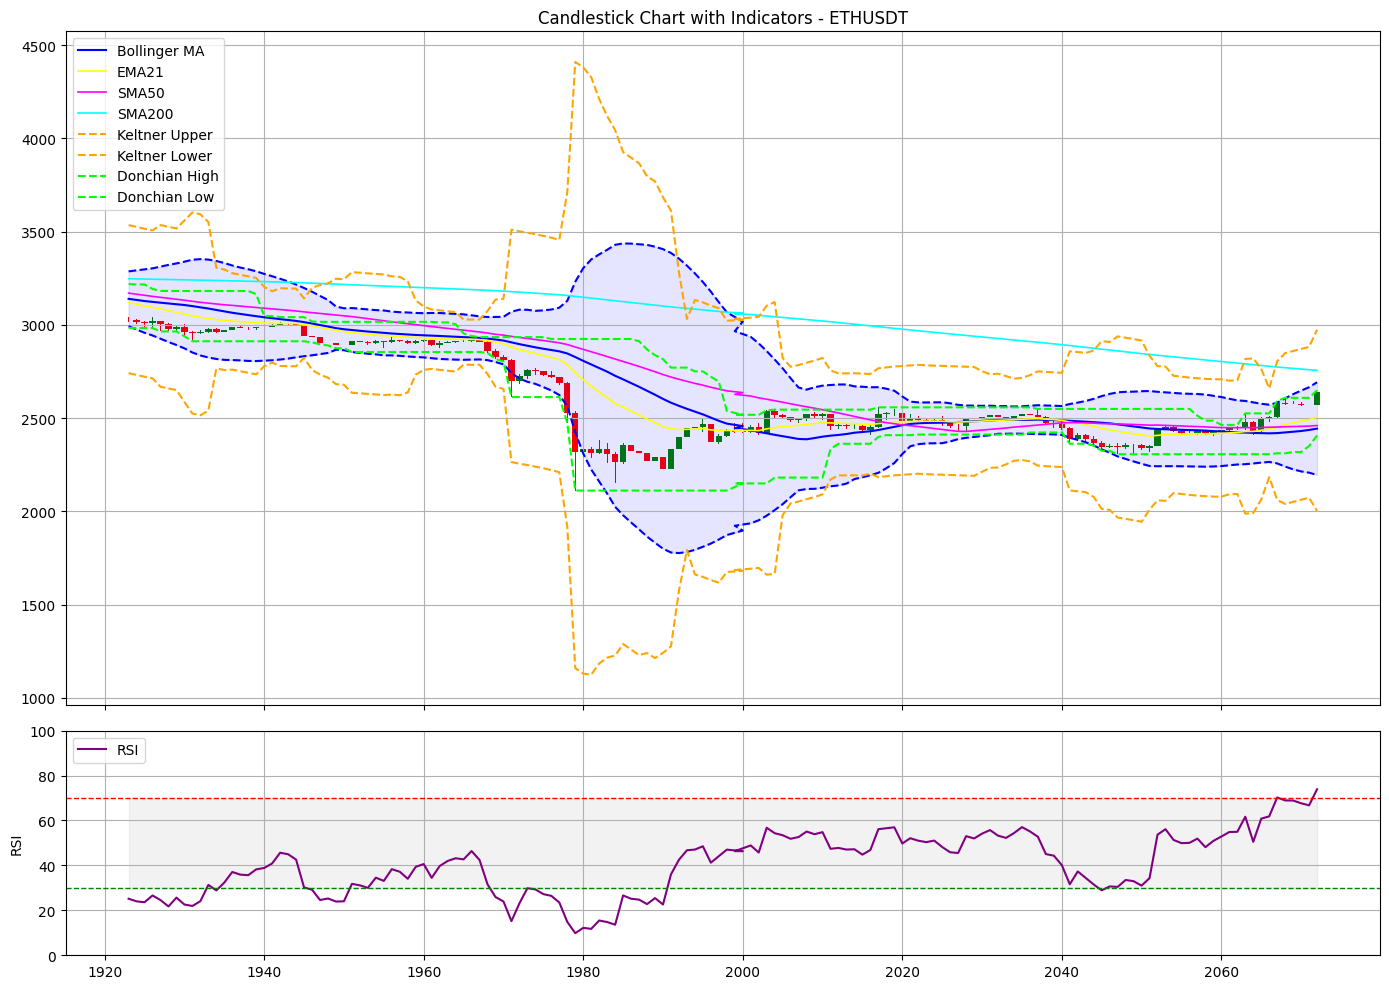 Candlestick Chart with Indicators - ETHUSDT
4500
4000
3500
3000
2500
2000
1500
1000
Bollinger MA
EMA21
SMA50
SMA200
Keltner Upper
Keltner Lower
Donchian High
Donchian Low
100
80
60
40
20
0
RSI
RSI
1920 1940 1960 1980 2000 2020 2040 2060